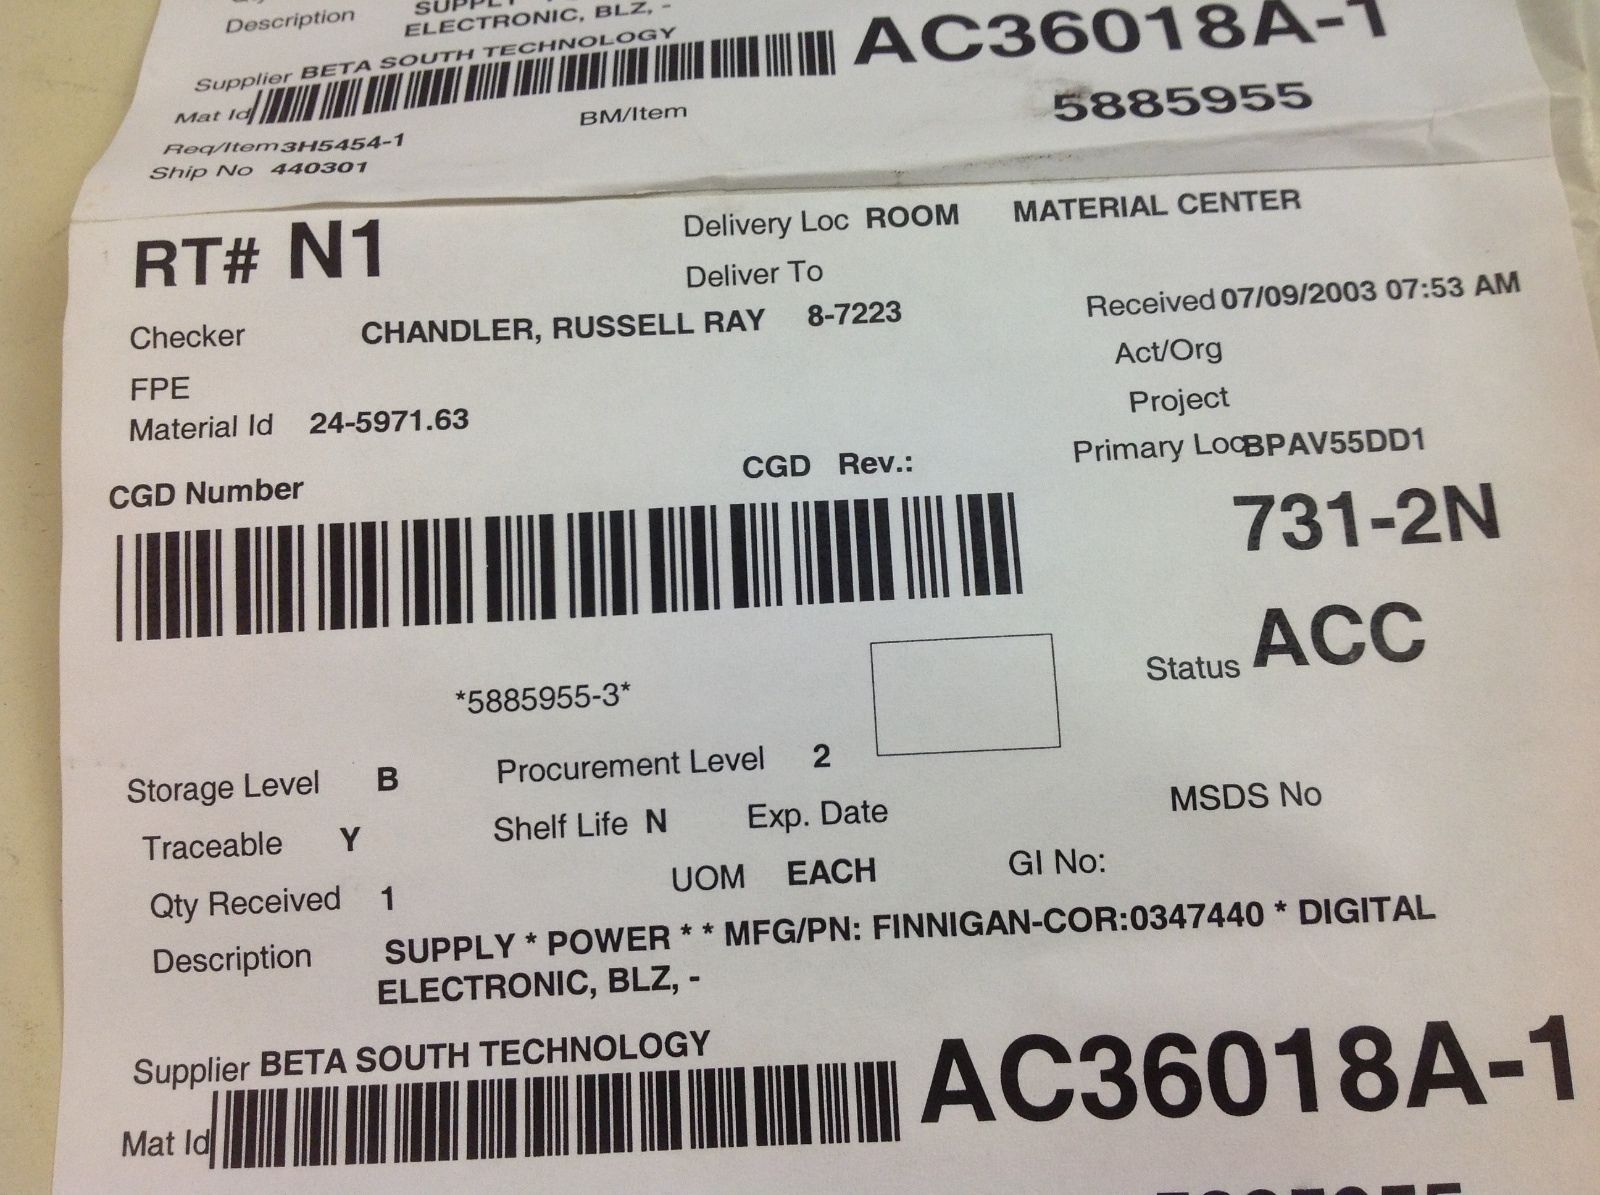 Description SUPPLY
ELECTRONIC, BLZ, -
Supplier BETA SOUTH TECHNOLOGY
Mat Id AC36018A-1
BM/Item 5885955
Req/Item 3H5454-1
Ship No 440301
RT# N1 Delivery Loc ROOM MATERIAL CENTER
Deliver To
Checker CHANDLER, RUSSELL RAY 8-7223 Received 07/09/2003 07:53 AM
FPE Act/Org
Material Id 24-5971.63 Project
CGD Number CGD Rev.: Primary Loc BPAV55DD1
731-2N
*5885955-3* Status ACC
Storage Level B Procurement Level 2
Traceable Y Shelf Life N Exp. Date MSDS No
Qty Received 1 UOM EACH GI No:
Description SUPPLY * POWER * * MFG/PN: FINNIGAN-COR:0347440 * DIGITAL
ELECTRONIC, BLZ, -
Supplier BETA SOUTH TECHNOLOGY
Mat Id AC36018A-1